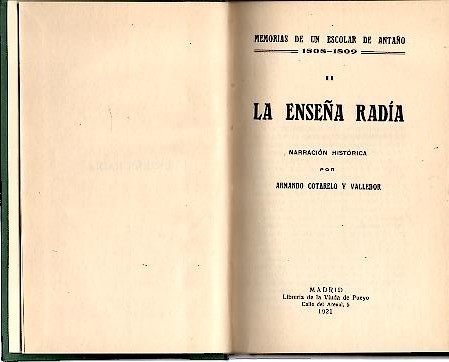 MEMORIAS DE UN ESCOLAR DE ANTAÑO
1808-1809
II
LA ENSEÑA RADÍA
NARRACIÓN HISTÓRICA
POR
ARMANDO COTARELO Y VALLEDOR
MADRID
Librería de la Viuda de Pueyo
Calle del Arenal, 6
1921